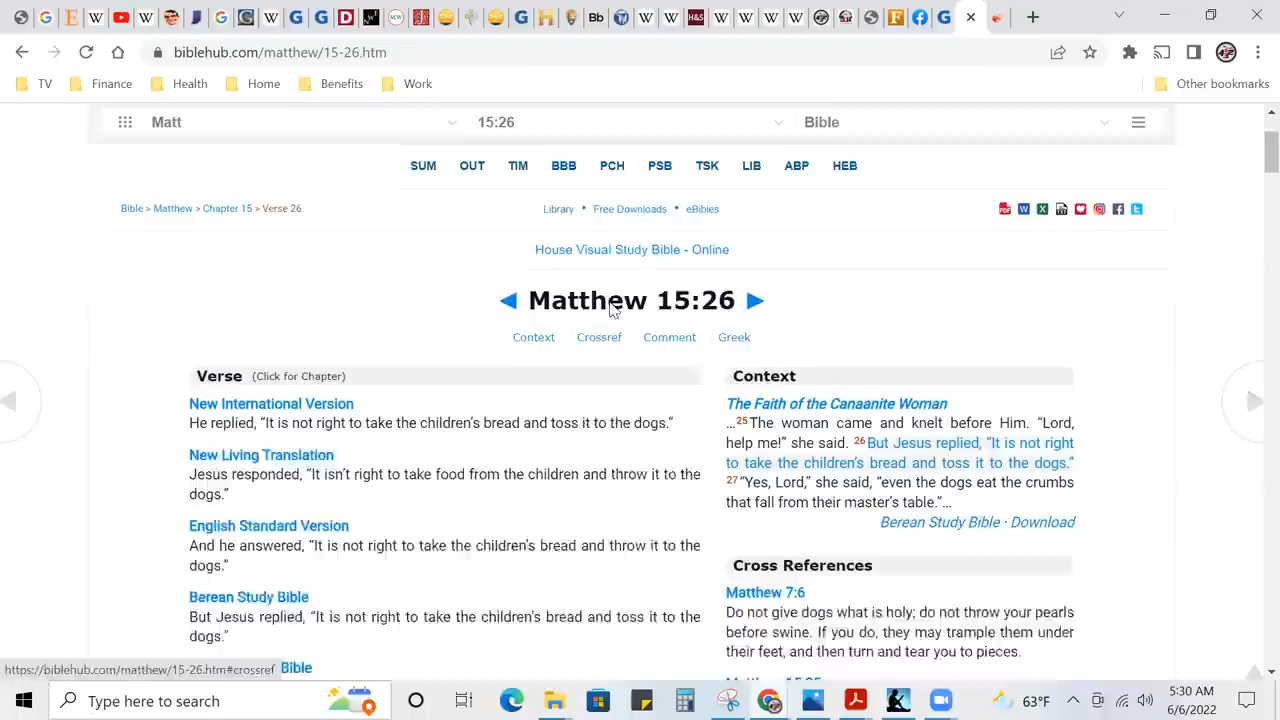 biblehub.com/matthew/15-26.htm
TV Finance Health Home Benefits Work Other bookmarks
Matt 15:26 Bible
SUM OUT TIM BBB PCH PSB TSK LIB ABP HEB
Bible > Matthew > Chapter 15 > Verse 26
Library * Free Downloads * eBibles
House Visual Study Bible - Online
◄ Matthew 15:26 ►
Context Crossref Comment Greek
Verse (Click for Chapter)
New International Version
He replied, “It is not right to take the children’s bread and toss it to the dogs.”
New Living Translation
Jesus responded, “It isn’t right to take food from the children and throw it to the
dogs.”
English Standard Version
And he answered, “It is not right to take the children’s bread and throw it to the
dogs.”
Berean Study Bible
But Jesus replied, “It is not right to take the children's bread and toss it to the
dogs.”
Bible
Context
The Faith of the Canaanite Woman
…25The woman came and knelt before Him. “Lord,
help me!” she said. 26But Jesus replied, “It is not right
to take the children’s bread and toss it to the dogs.”
27“Yes, Lord,” she said, “even the dogs eat the crumbs
that fall from their master’s table.”…
Berean Study Bible · Download
Cross References
Matthew 7:6
Do not give dogs what is holy; do not throw your pearls
before swine. If you do, they may trample them under
their feet, and then turn and tear you to pieces.
https://biblehub.com/matthew/15-26.htm#crossref
Type here to search
63°F
5:30 AM
6/6/2022